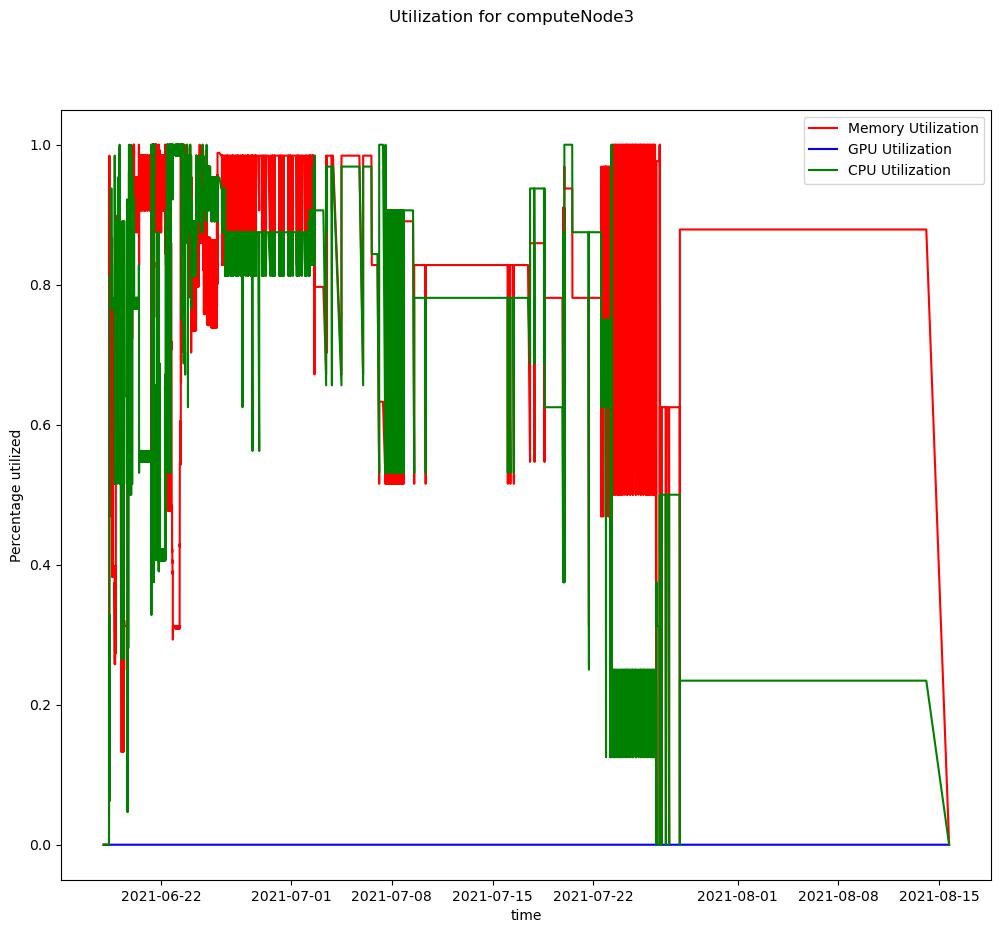 Utilization for computeNode3
Memory Utilization
GPU Utilization
CPU Utilization
1.0
0.8
0.6
0.4
0.2
0.0
Percentage utilized
2021-06-22 2021-07-01 2021-07-08 2021-07-15 2021-07-22 2021-08-01 2021-08-08 2021-08-15
time